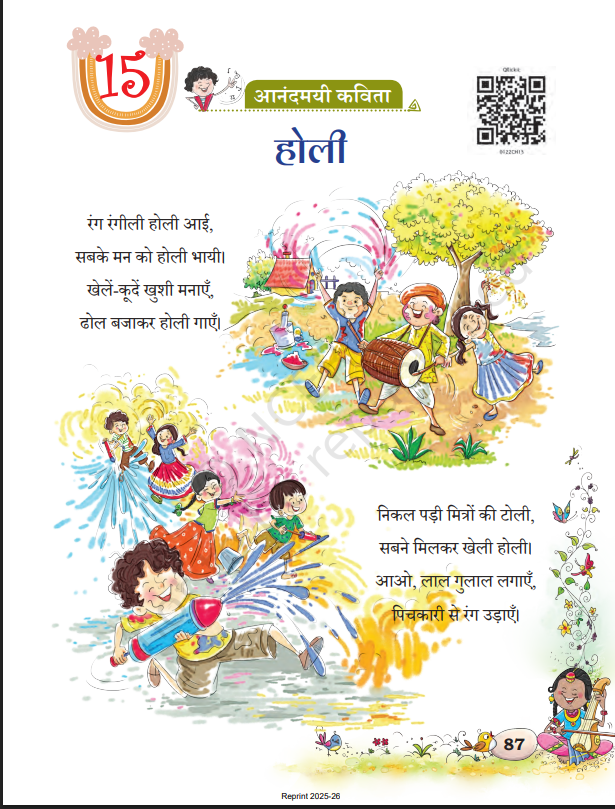 15
आनंदमयी कविता
होली
0122CH15
रंग रंगीली होली आई,
सबके मन को होली भायी।
खेलें-कूदें खुशी मनाएँ,
ढोल बजाकर होली गाएँ।
निकल पड़ी मित्रों की टोली,
सबने मिलकर खेली होली।
आओ, लाल गुलाल लगाएँ,
पिचकारी से रंग उड़ाएँ।
87
Reprint 2025-26